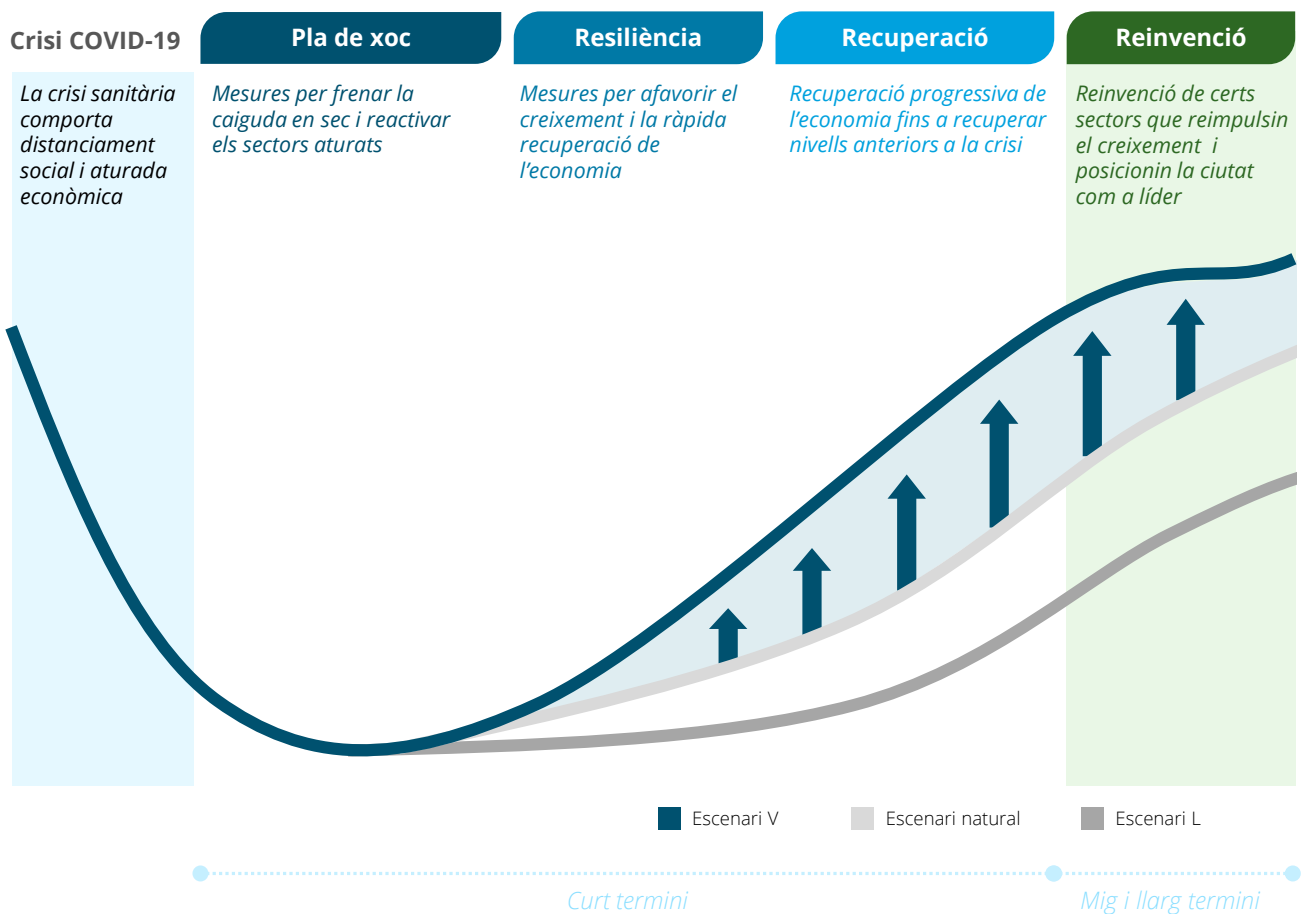 Crisi COVID-19
La crisi sanitària
comporta
distanciament
social i aturada
econòmica
Pla de xoc
Mesures per frenar la
caiguda en sec i reactivar
els sectors aturats
Resiliència
Mesures per afavorir el
creixement i la ràpida
recuperació de
l’economia
Recuperació
Recuperació progressiva de
l’economia fins a recuperar
nivells anteriors a la crisi
Reinvenció
Reinvenció de certs
sectors que reimpulsin
el creixement i
posicionin la ciutat
com a líder
Escenari V
Escenari natural
Escenari L
Curt termini
Mig i llarg termini